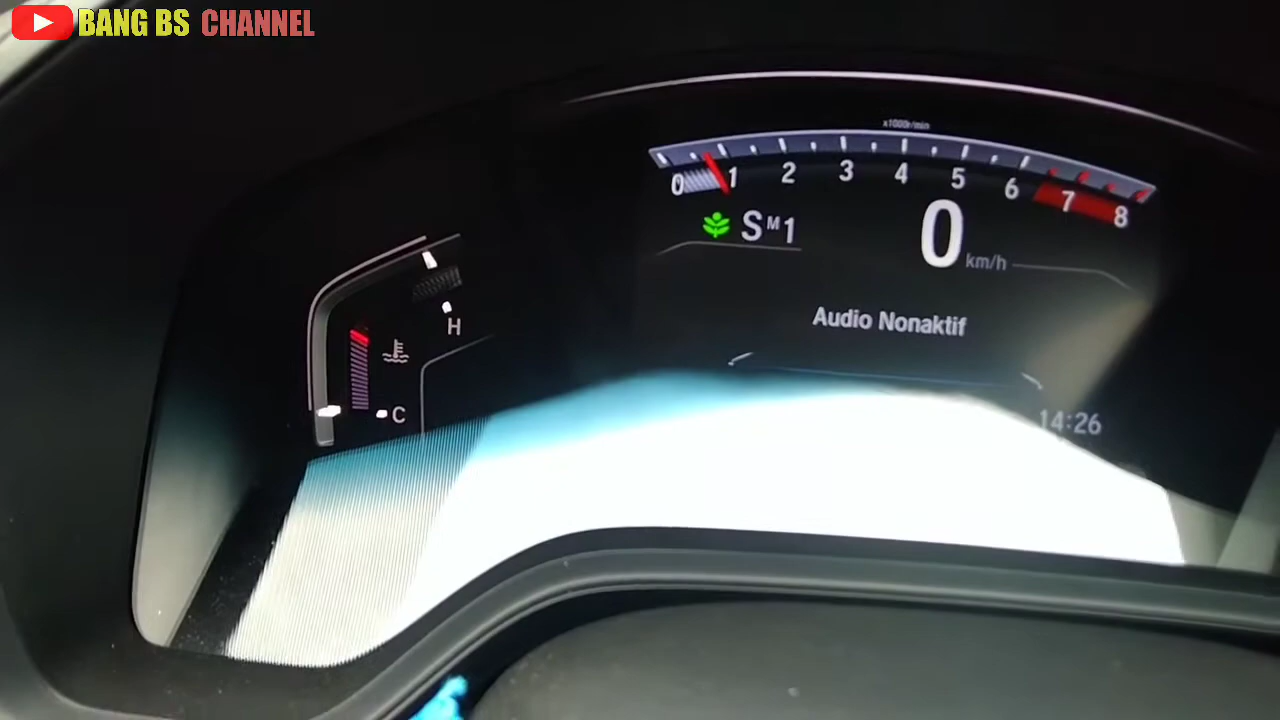 BANG BS CHANNEL
x1000r/min
0 1 2 3 4 5 6 7 8
S M 1
0 km/h
H
Audio Nonaktif
C
14:26